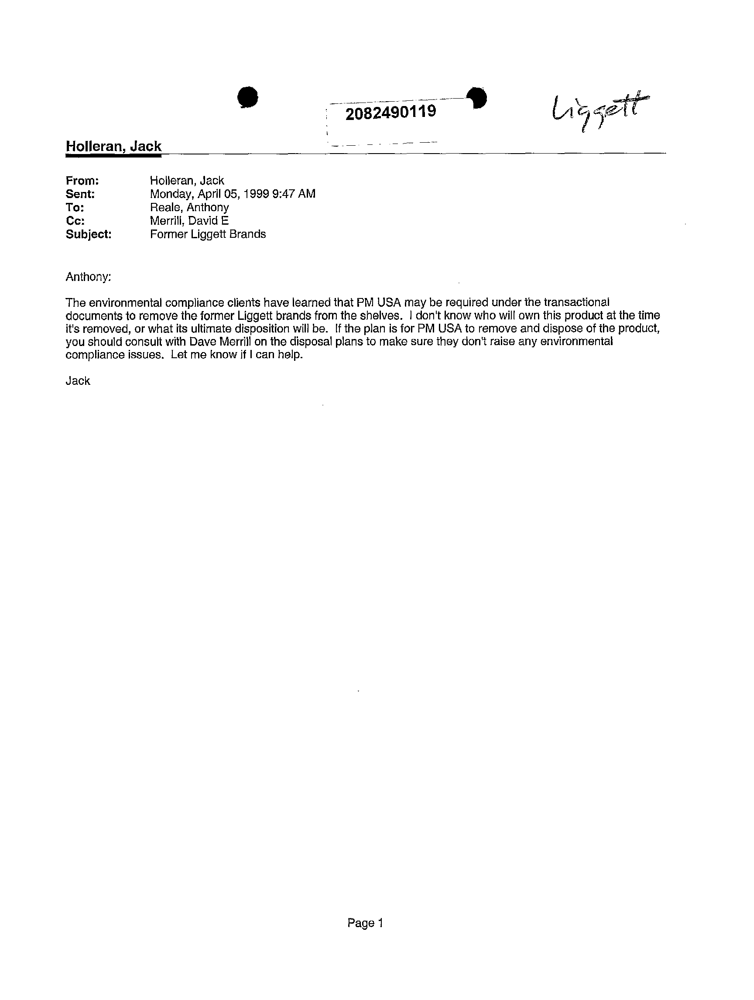 2082490119
Liggett
Holleran, Jack
From: Holleran, Jack
Sent: Monday, April 05, 1999 9:47 AM
To: Reale, Anthony
Cc: Merrill, David E
Subject: Former Liggett Brands
Anthony:
The environmental compliance clients have learned that PM USA may be required under the transactional
documents to remove the former Liggett brands from the shelves. I don't know who will own this product at the time
it's removed, or what its ultimate disposition will be. If the plan is for PM USA to remove and dispose of the product,
you should consult with Dave Merrill on the disposal plans to make sure they don't raise any environmental
compliance issues. Let me know if I can help.
Jack
Page 1